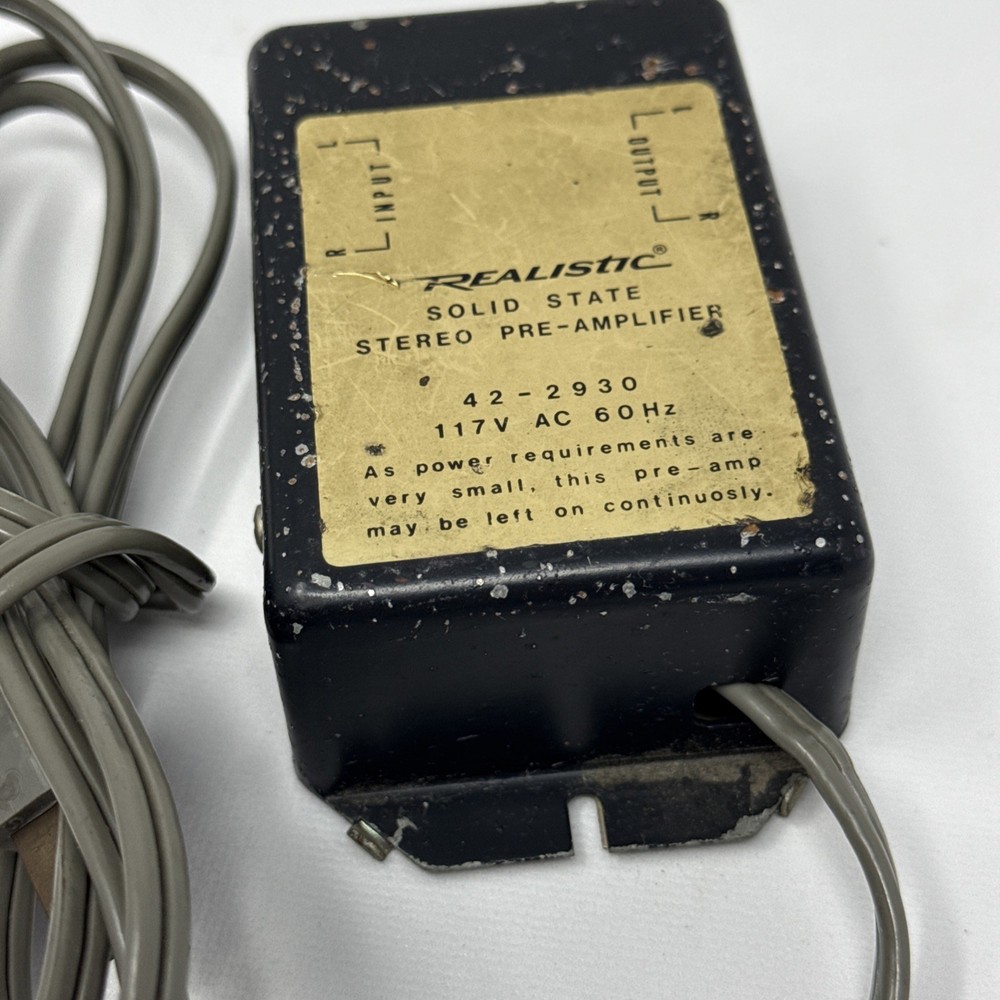 L INPUT R
L OUTPUT R
REALISTIC®
SOLID STATE
STEREO PRE-AMPLIFIER
42-2930
117V AC 60Hz
As power requirements are
very small, this pre-amp
may be left on continuosly.